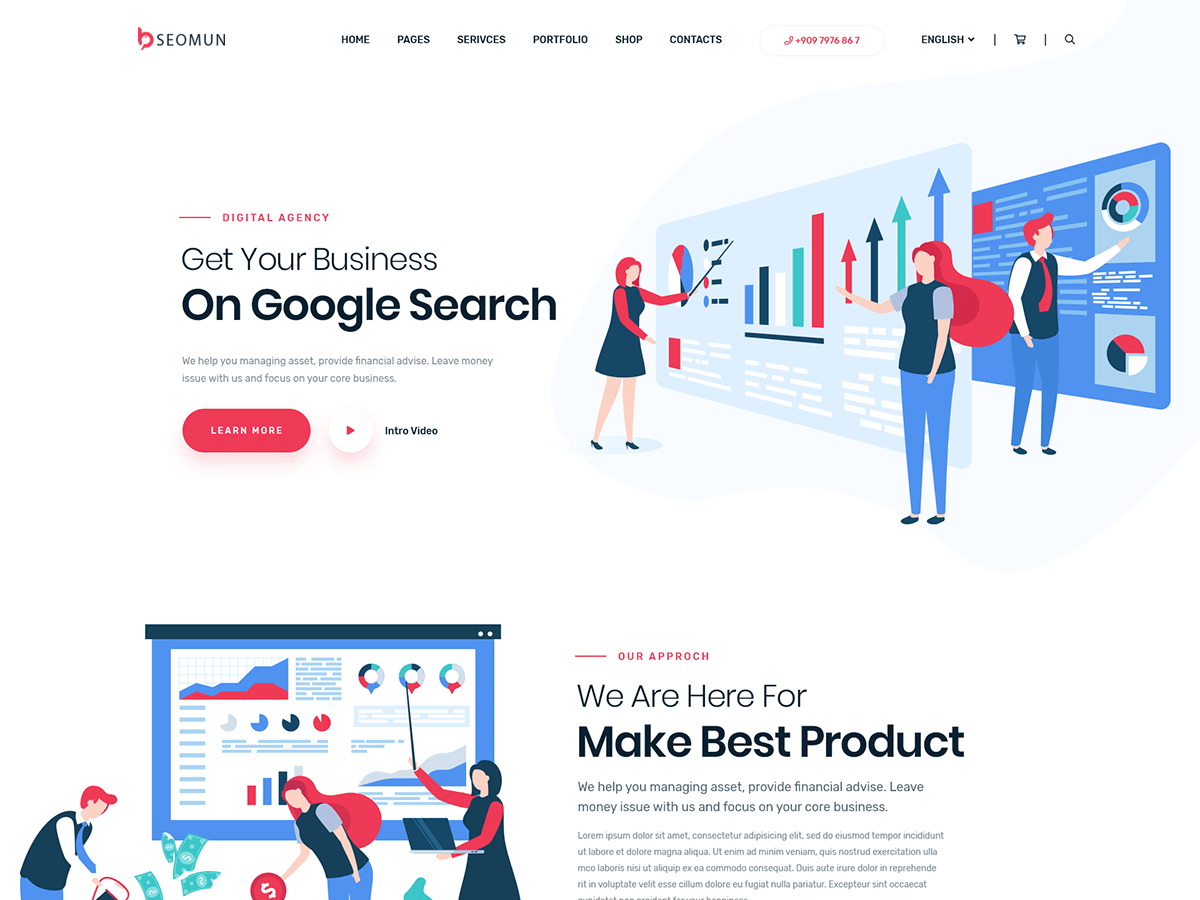 SEOMUN
HOME PAGES SERIVCES PORTFOLIO SHOP CONTACTS +909 7976 86 7 ENGLISH | |
DIGITAL AGENCY
Get Your Business
On Google Search
We help you managing asset, provide financial advise. Leave money
issue with us and focus on your core business.
LEARN MORE Intro Video
OUR APPROCH
We Are Here For
Make Best Product
We help you managing asset, provide financial advise. Leave
money issue with us and focus on your core business.
Lorem ipsum dolor sit amet, consectetur adipisicing elit, sed do eiusmod tempor incididunt
ut labore et dolore magna aliqua. Ut enim ad minim veniam, quis nostrud exercitation ulla
mco laboris nisi ut aliquip ex ea commodo consequat. Duis aute irure dolor in reprehende
rit in voluptate velit esse cillum dolore eu fugiat nulla pariatur. Excepteur sint occaecat